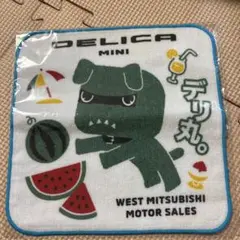 DELICA
MINI
デリ丸。
WEST MITSUBISHI
MOTOR SALES